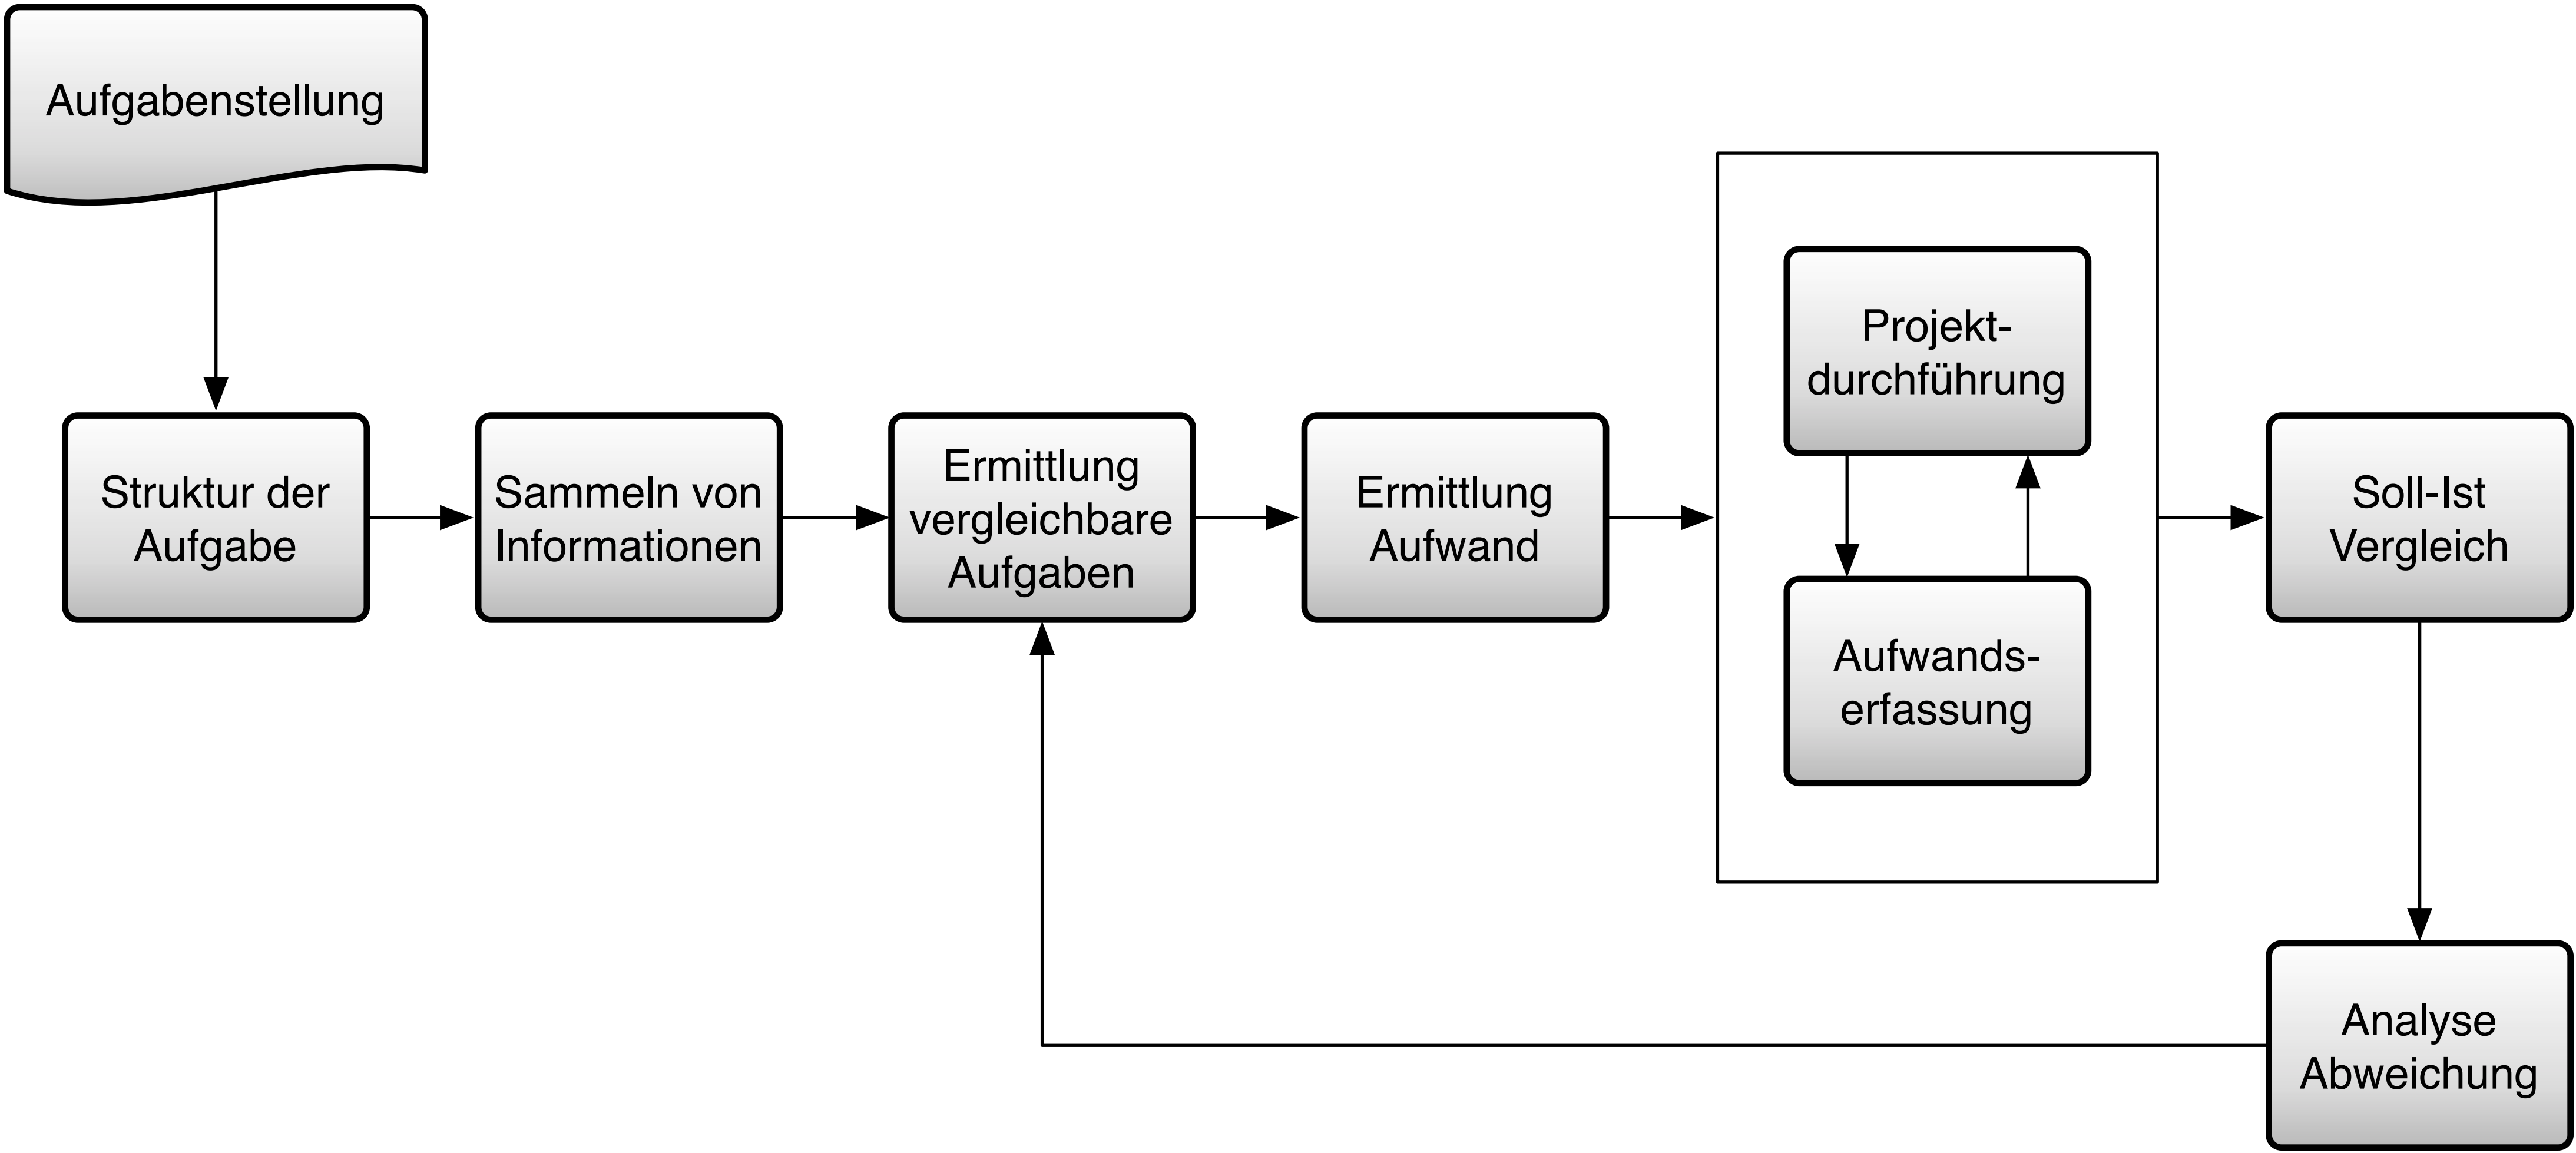 Aufgabenstellung
Struktur der
Aufgabe
Sammeln von
Informationen
Ermittlung
vergleichbare
Aufgaben
Ermittlung
Aufwand
Projekt-
durchführung
Aufwands-
erfassung
Soll-Ist
Vergleich
Analyse
Abweichung